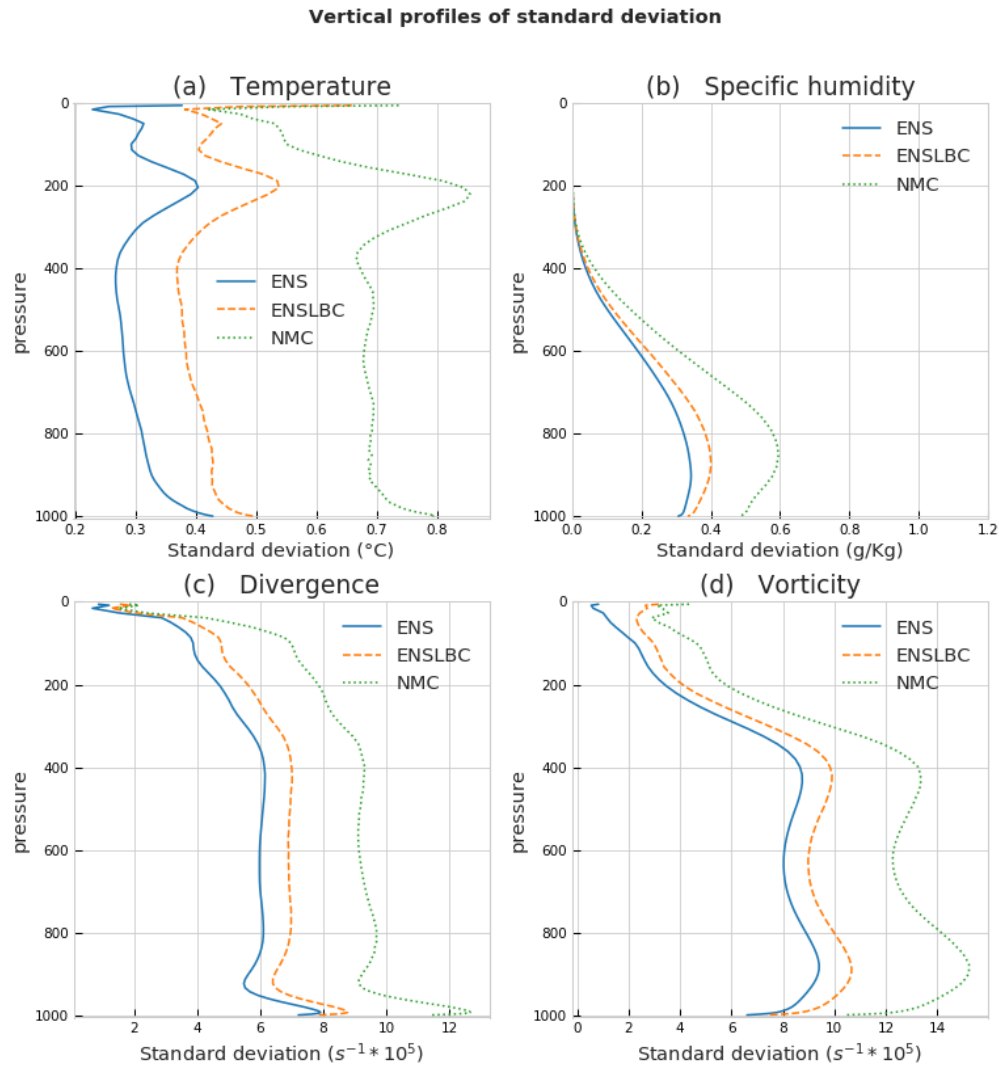 Vertical profiles of standard deviation
(a) Temperature
0
200
400
600
800
1000
pressure
ENS
ENSLBC
NMC
0.2 0.3 0.4 0.5 0.6 0.7 0.8
Standard deviation (°C)
(b) Specific humidity
0
200
400
600
800
1000
pressure
ENS
ENSLBC
NMC
0.0 0.2 0.4 0.6 0.8 1.0 1.2
Standard deviation (g/Kg)
(c) Divergence
0
200
400
600
800
1000
pressure
ENS
ENSLBC
NMC
2 4 6 8 10 12
Standard deviation (s⁻¹ * 10⁵)
(d) Vorticity
0
200
400
600
800
1000
pressure
ENS
ENSLBC
NMC
0 2 4 6 8 10 12 14
Standard deviation (s⁻¹ * 10⁵)